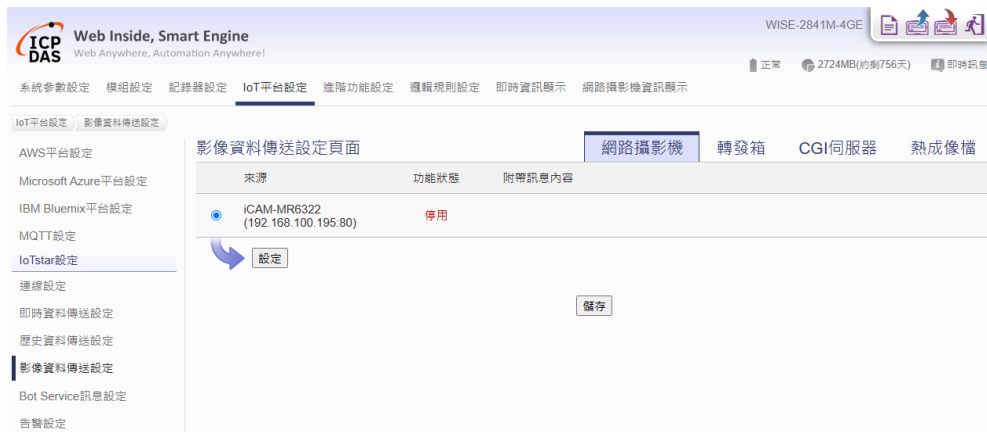 ICP DAS
Web Inside, Smart Engine
Web Anywhere, Automation Anywhere!
WISE-2841M-4GE
正常 2724MB(約剩756天) 即時訊息
系統參數設定 模組設定 記錄器設定 IoT平台設定 進階功能設定 邏輯規則設定 即時資訊顯示 網路攝影機資訊顯示
IoT平台設定 影像資料傳送設定
AWS平台設定
Microsoft Azure平台設定
IBM Bluemix平台設定
MQTT設定
IoTstar設定
連線設定
即時資料傳送設定
歷史資料傳送設定
影像資料傳送設定
Bot Service訊息設定
告警設定
影像資料傳送設定頁面 網路攝影機 轉發箱 CGI伺服器 熱成像檔
來源 功能狀態 附帶訊息內容
iCAM-MR6322
(192.168.100.195:80) 停用
設定
儲存